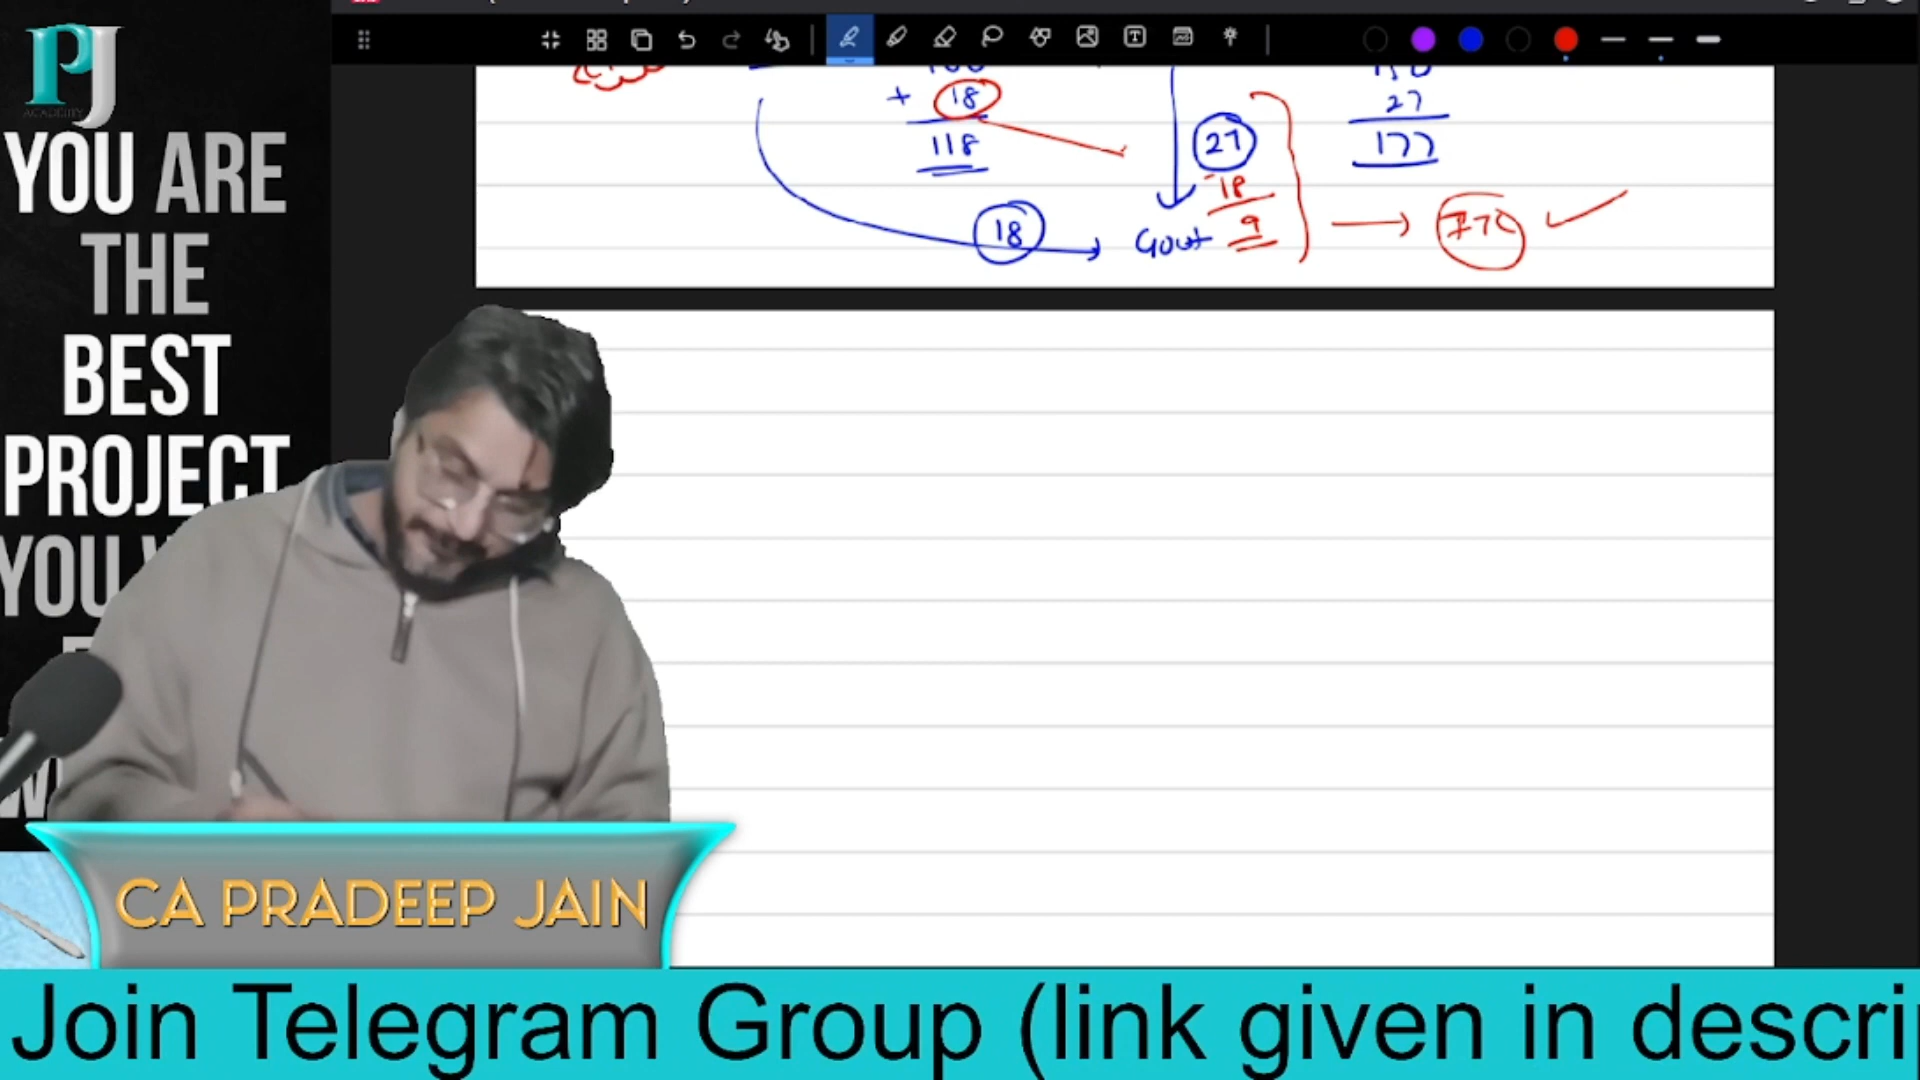 PJ
ACADEMY
YOU ARE
THE
BEST
PROJECT
YOU
+ 18
118
27
18
9
27
177
18
Govt
CA PRADEEP JAIN
Join Telegram Group (link given in descri